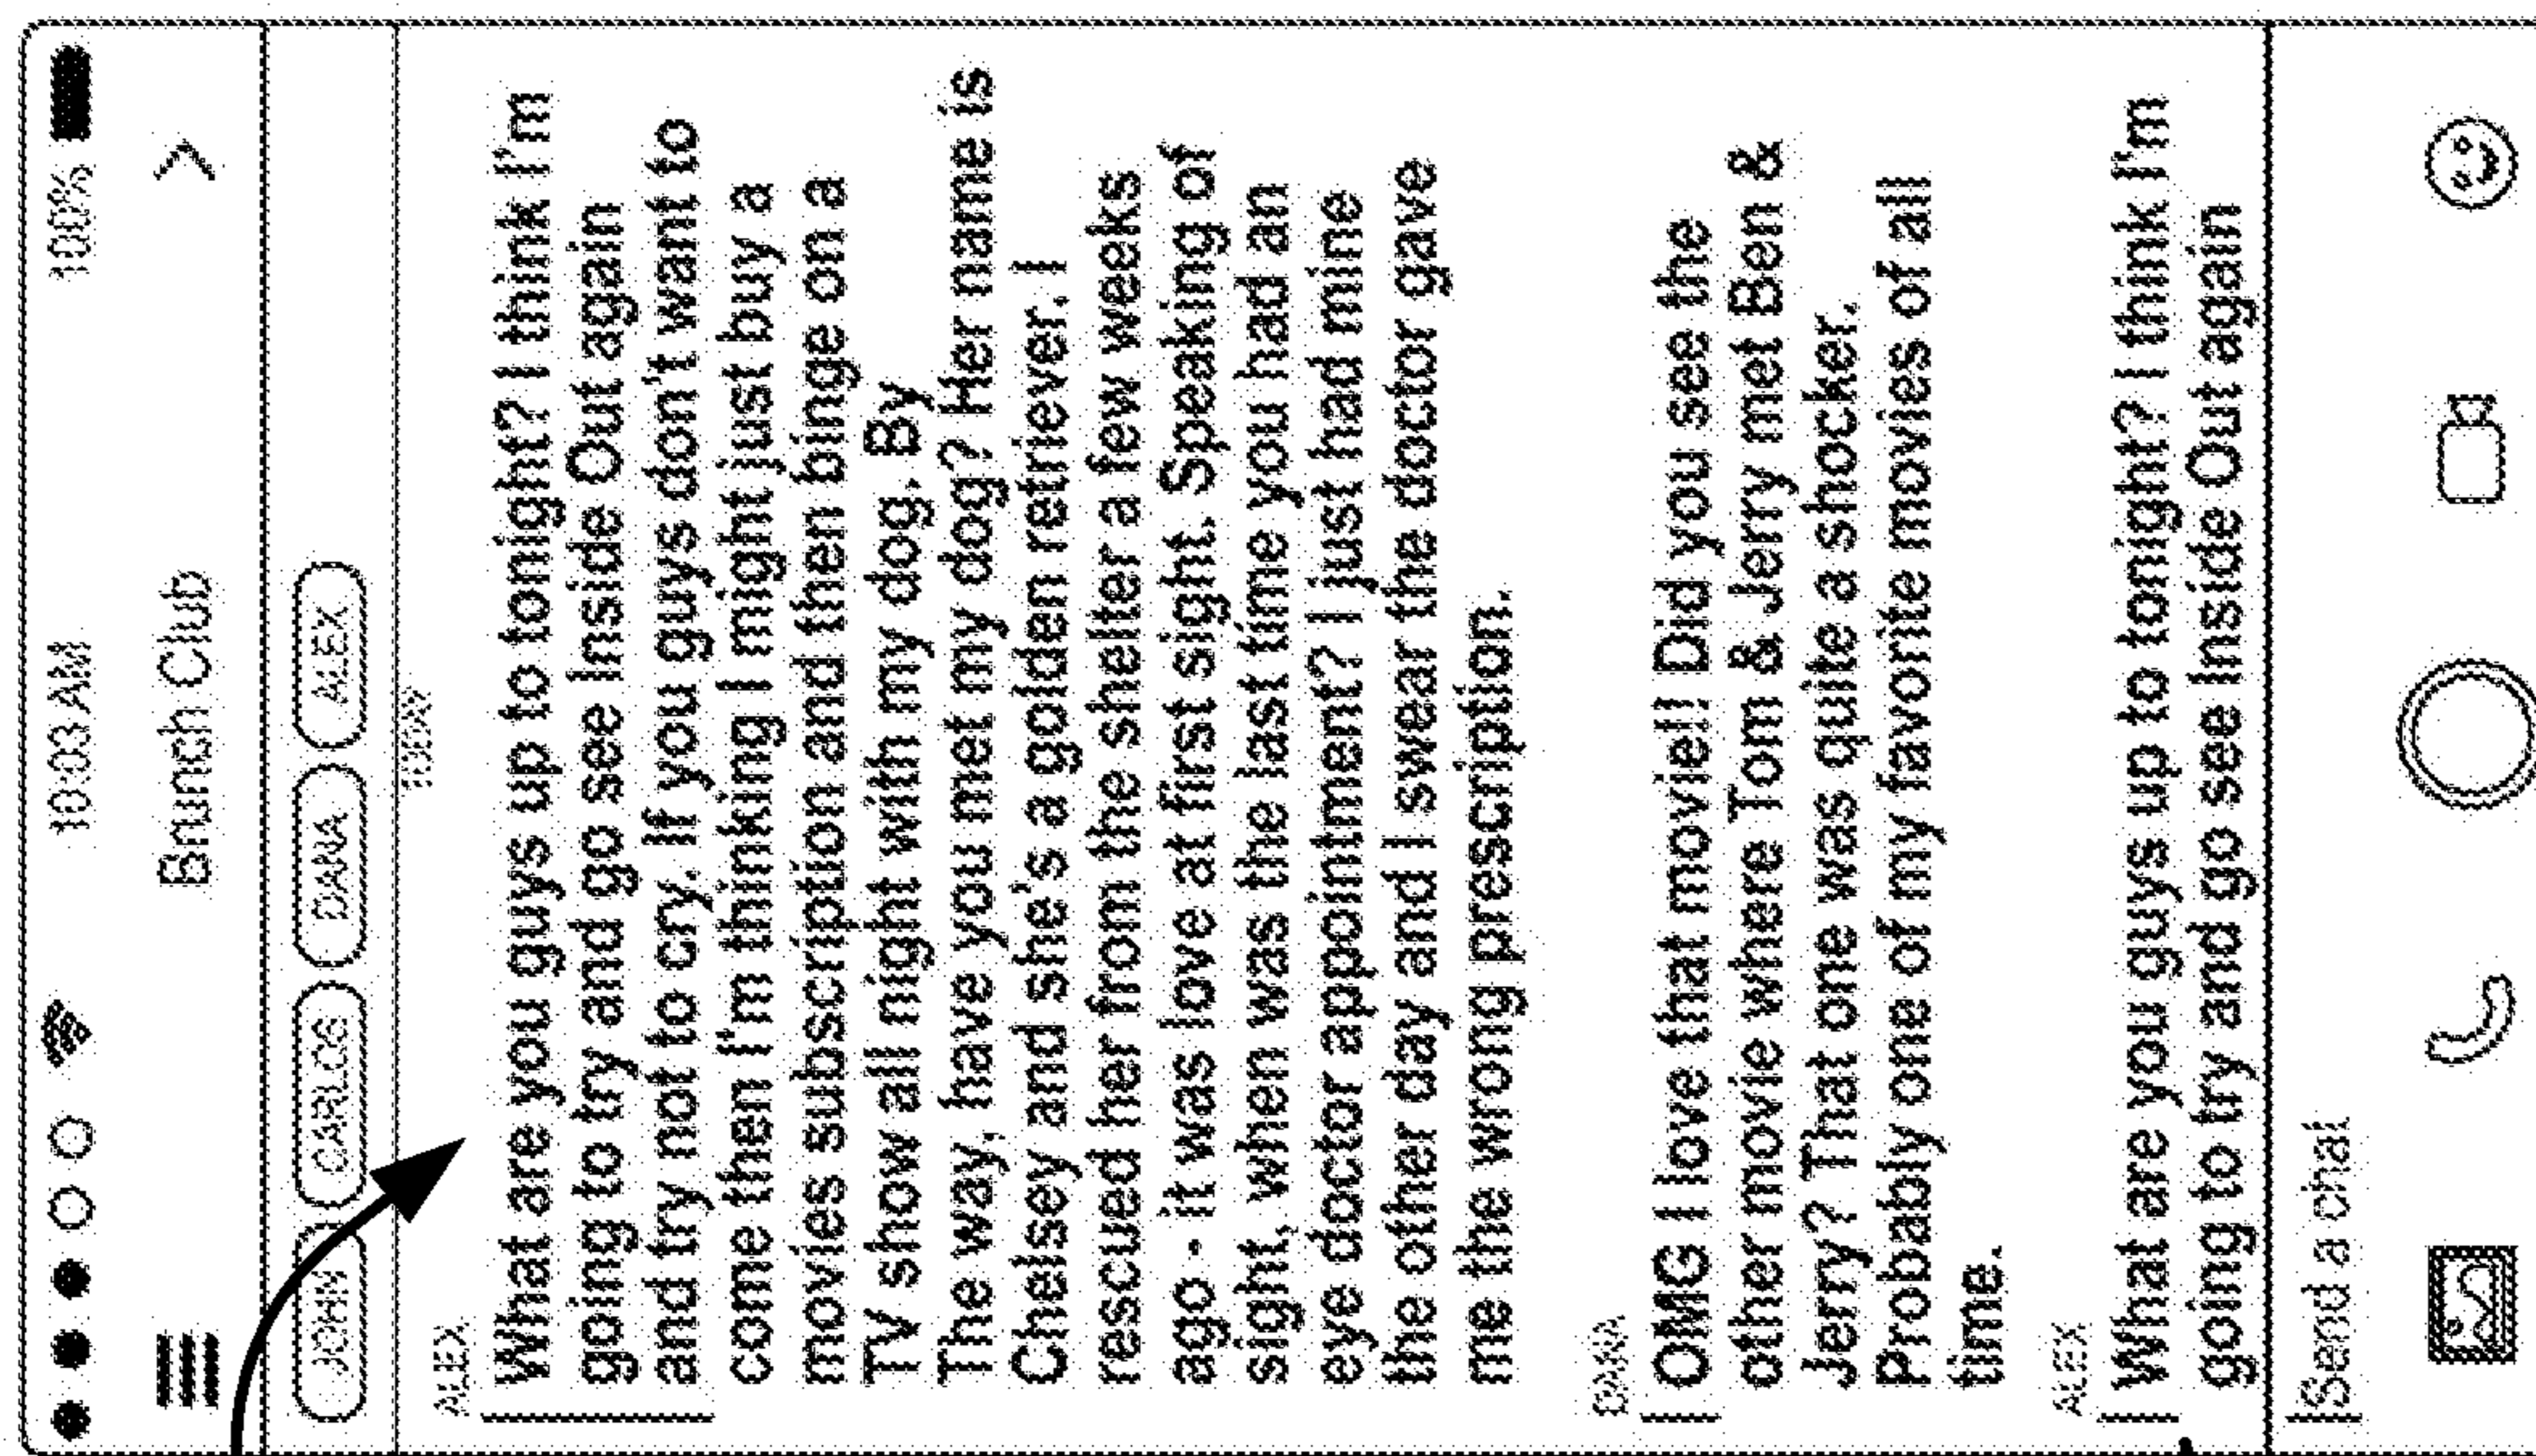 10:03 AM 100%
Brunch Club >
JOHN CARLOS DANA ALEX
TODAY
ALEX
What are you guys up to tonight? I think I'm
going to try and go see Inside Out again
and try not to cry. If you guys don't want to
come then I'm thinking I might just buy a
movies subscription and then binge on a
TV show all night with my dog. By
The way, have you met my dog? Her name is
Chelsey and she's a golden retriever. I
rescued her from the shelter a few weeks
ago - it was love at first sight. Speaking of
sight, when was the last time you had an
eye doctor appointment? I just had mine
the other day and I swear the doctor gave
me the wrong prescription.
DANA
OMG I love that movie!! Did you see the
other movie where Tom & Jerry met Ben &
Jerry? That one was quite a shocker.
Probably one of my favorite movies of all
time.
ALEX
What are you guys up to tonight? I think I'm
going to try and go see Inside Out again
Send a chat